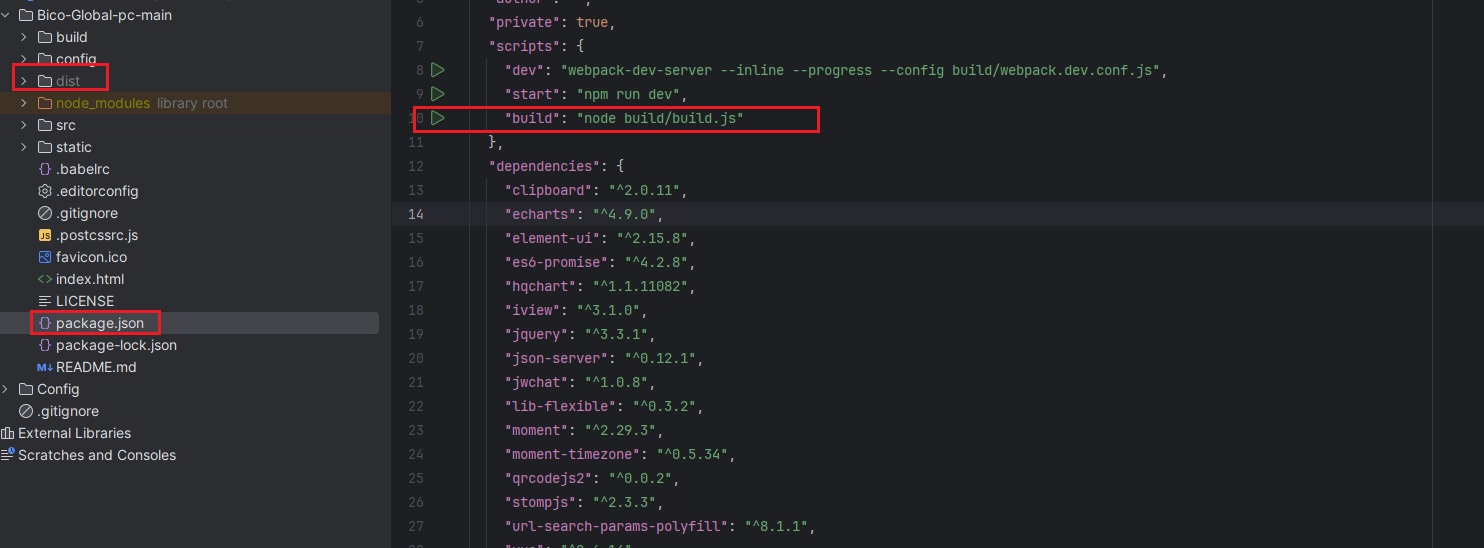 Bico-Global-pc-main
build
config
dist
node_modules library root
src
static
.babelrc
.editorconfig
.gitignore
.postcssrc.js
favicon.ico
index.html
LICENSE
package.json
package-lock.json
README.md
Config
.gitignore
External Libraries
Scratches and Consoles
6 "private": true,
7 "scripts": {
8 "dev": "webpack-dev-server --inline --progress --config build/webpack.dev.conf.js",
9 "start": "npm run dev",
10 "build": "node build/build.js"
11 },
12 "dependencies": {
13 "clipboard": "^2.0.11",
14 "echarts": "^4.9.0",
15 "element-ui": "^2.15.8",
16 "es6-promise": "^4.2.8",
17 "hqchart": "^1.1.11082",
18 "iview": "^3.1.0",
19 "jquery": "^3.3.1",
20 "json-server": "^0.12.1",
21 "jwchat": "^1.0.8",
22 "lib-flexible": "^0.3.2",
23 "moment": "^2.29.3",
24 "moment-timezone": "^0.5.34",
25 "qrcodejs2": "^0.0.2",
26 "stompjs": "^2.3.3",
27 "url-search-params-polyfill": "^8.1.1",